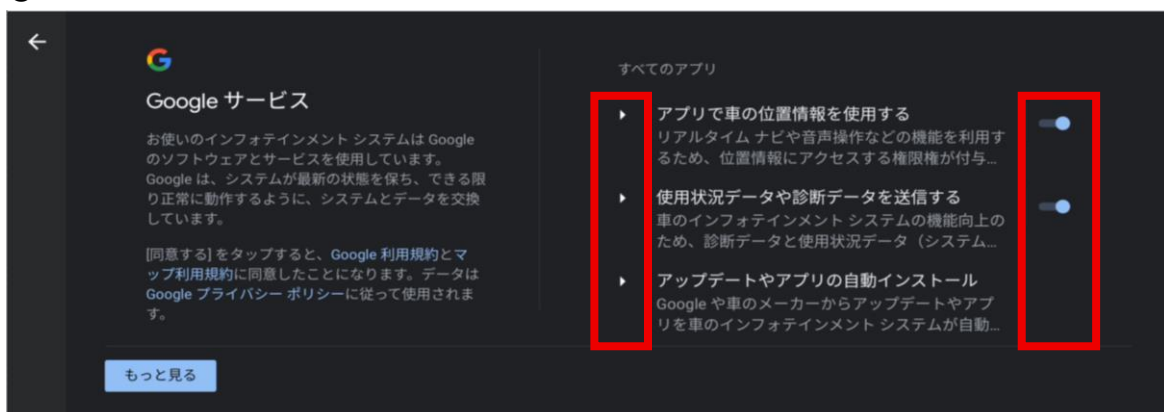 Google サービス
お使いのインフォテインメント システムは Google
のソフトウェアとサービスを使用しています。
Google は、システムが最新の状態を保ち、できる限
り正常に動作するように、システムとデータを交換
しています。
[同意する] をタップすると、Google 利用規約とマ
ップ利用規約に同意したことになります。データは
Google プライバシー ポリシーに従って使用されま
す。
もっと見る
すべてのアプリ
アプリで車の位置情報を使用する
リアルタイム ナビや音声操作などの機能を利用す
るため、位置情報にアクセスする権限権が付与...
使用状況データや診断データを送信する
車のインフォテインメント システムの機能向上の
ため、診断データと使用状況データ（システム...
アップデートやアプリの自動インストール
Google や車のメーカーからアップデートやアプ
リを車のインフォテインメント システムが自動...